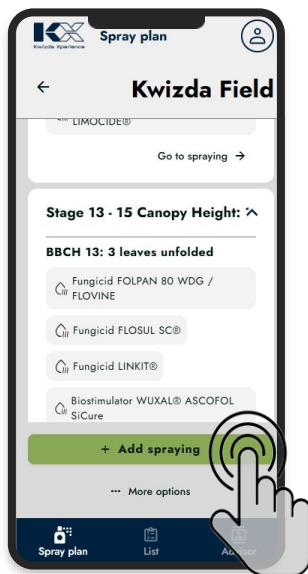 KX
Kwizda Xperience
Spray plan
Kwizda Field
LIMOCIDE®
Go to spraying
Stage 13 - 15 Canopy Height:
BBCH 13: 3 leaves unfolded
Fungicid FOLPAN 80 WDG /
FLOVINE
Fungicid FLOSUL SC®
Fungicid LINKIT®
Biostimulator WUXAL® ASCOFOL
SiCure
+ Add spraying
··· More options
Spray plan
List
Advisor